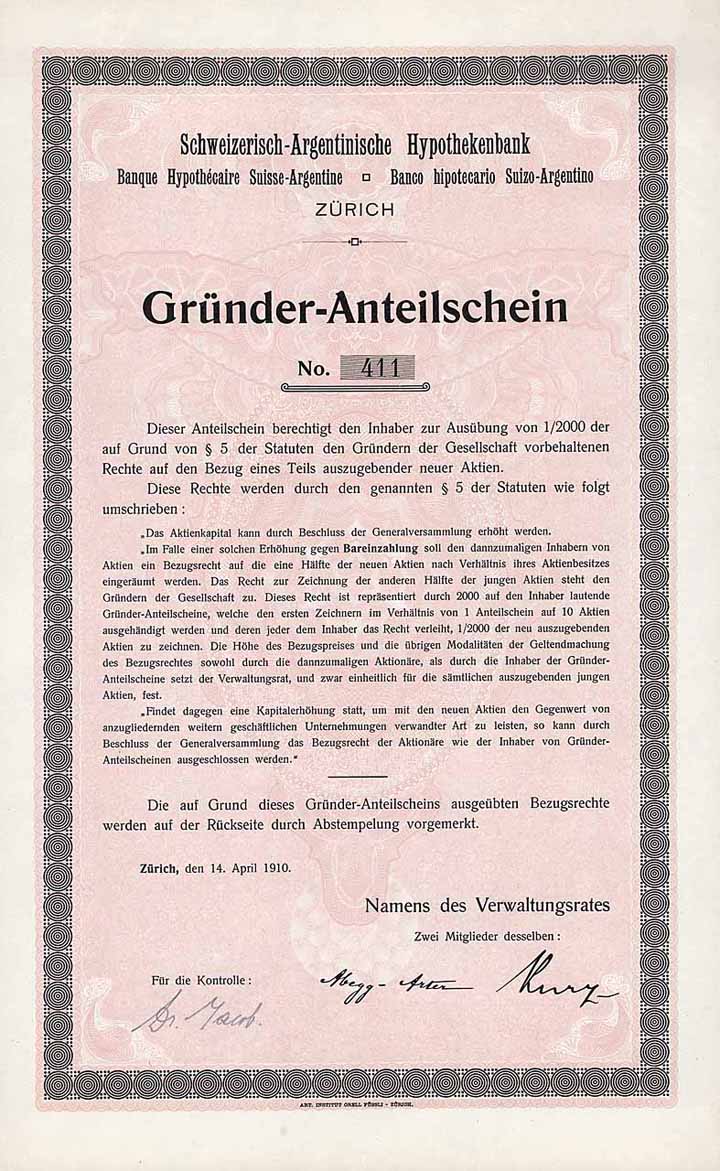 Schweizerisch-Argentinische Hypothekenbank
Banque Hypothécaire Suisse-Argentine Banco hipotecario Suizo-Argentino
ZÜRICH
Gründer-Anteilschein
No. 411
Dieser Anteilschein berechtigt den Inhaber zur Ausübung von 1/2000 der
auf Grund von § 5 der Statuten den Gründern der Gesellschaft vorbehaltenen
Rechte auf den Bezug eines Teils auszugebender neuer Aktien.
Diese Rechte werden durch den genannten § 5 der Statuten wie folgt
umschrieben :
„Das Aktienkapital kann durch Beschluss der Generalversammlung erhöht werden.
„Im Falle einer solchen Erhöhung gegen Bareinzahlung soll den dannzumaligen Inhabern von
Aktien ein Bezugsrecht auf die eine Hälfte der neuen Aktien nach Verhältnis ihres Aktienbesitzes
eingeräumt werden. Das Recht zur Zeichnung der anderen Hälfte der jungen Aktien steht den
Gründern der Gesellschaft zu. Dieses Recht ist repräsentiert durch 2000 auf den Inhaber lautende
Gründer-Anteilscheine, welche den ersten Zeichnern im Verhältnis von 1 Anteilschein auf 10 Aktien
ausgehändigt werden und deren jeder dem Inhaber das Recht verleiht, 1/2000 der neu auszugebenden
Aktien zu zeichnen. Die Höhe des Bezugspreises und die übrigen Modalitäten der Geltendmachung
des Bezugsrechtes sowohl durch die dannzumaligen Aktionäre, als durch die Inhaber der Gründer-
Anteilscheine setzt der Verwaltungsrat, und zwar einheitlich für die sämtlichen auszugebenden jungen
Aktien, fest.
„Findet dagegen eine Kapitalerhöhung statt, um mit den neuen Aktien den Gegenwert von
anzugliedernden weitern geschäftlichen Unternehmungen verwandter Art zu leisten, so kann durch
Beschluss der Generalversammlung das Bezugsrecht der Aktionäre wie der Inhaber von Gründer-
Anteilscheinen ausgeschlossen werden.“
Die auf Grund dieses Gründer-Anteilscheins ausgeübten Bezugsrechte
werden auf der Rückseite durch Abstempelung vorgemerkt.
Zürich, den 14. April 1910.
Namens des Verwaltungsrates
Zwei Mitglieder desselben :
Für die Kontrolle : Abegg-Arter Kurz
Dr. Jacob.
ART. INSTITUT ORELL FÜSSLI - ZÜRICH.